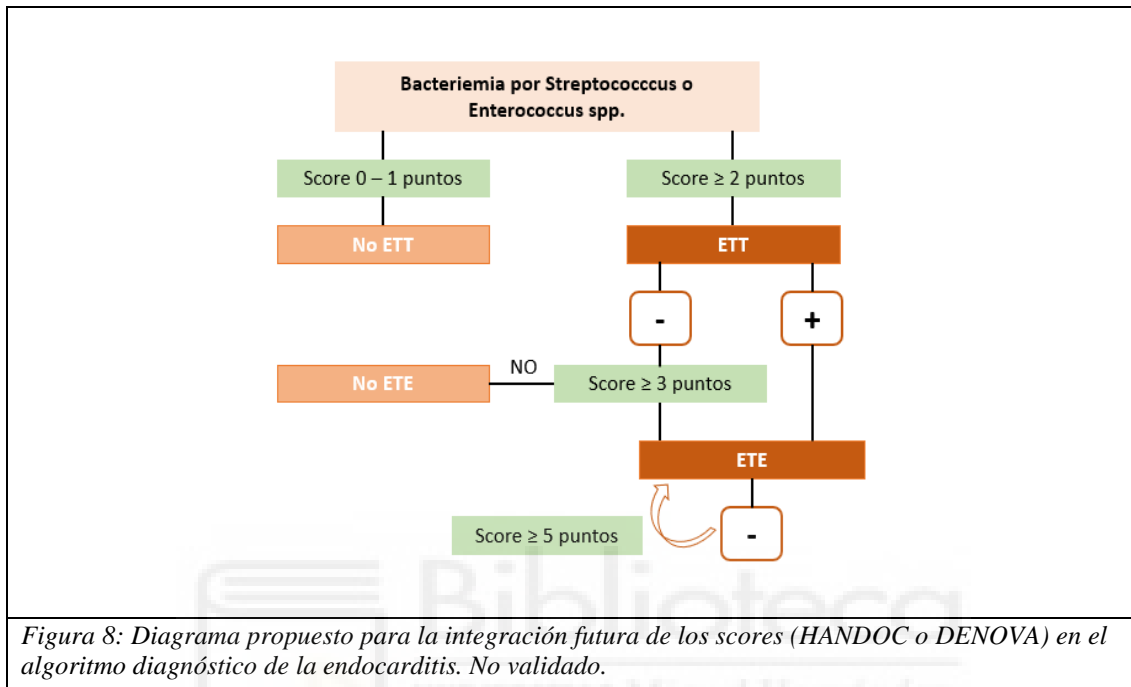 Bacteriemia por Streptococccus o
Enterococcus spp.
Score 0 – 1 puntos
Score ≥ 2 puntos
No ETT
ETT
-
+
No ETE
NO
Score ≥ 3 puntos
ETE
Score ≥ 5 puntos
-
Biblioteca
Figura 8: Diagrama propuesto para la integración futura de los scores (HANDOC o DENOVA) en el
algoritmo diagnóstico de la endocarditis. No validado.